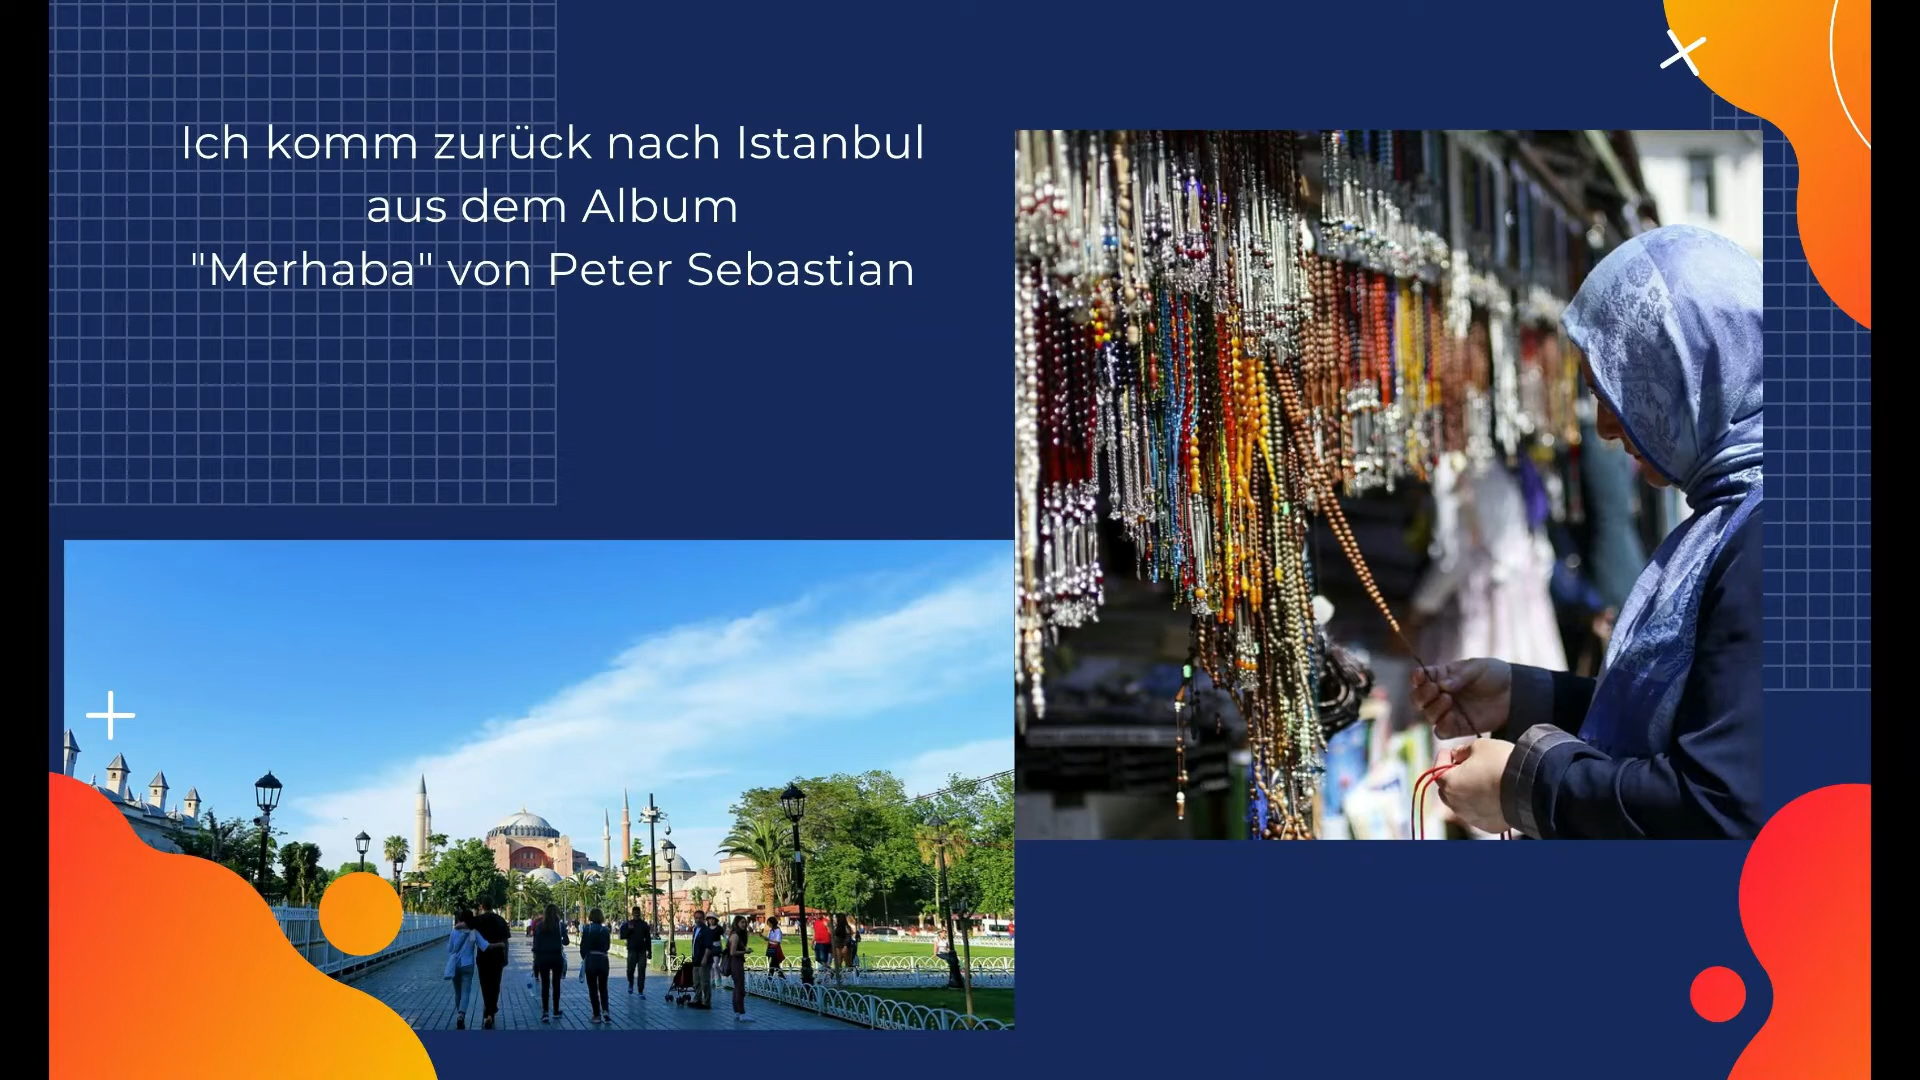 Ich komm zurück nach Istanbul
aus dem Album
"Merhaba" von Peter Sebastian